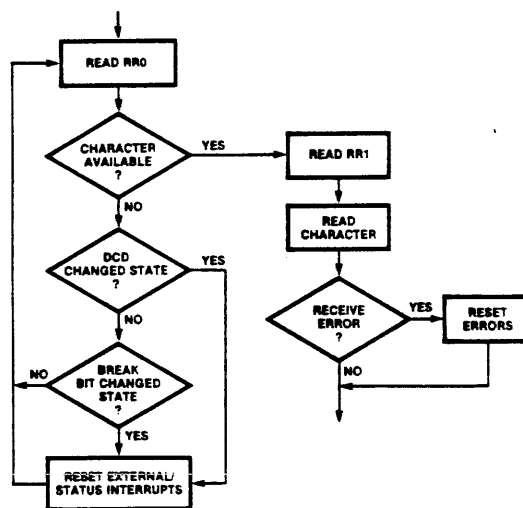 READ RR0
CHARACTER
AVAILABLE
?
YES
READ RR1
NO
READ
CHARACTER
DCD
CHANGED STATE
?
YES
RECEIVE
ERROR
?
YES
RESET
ERRORS
NO
NO
BREAK
BIT CHANGED
STATE
?
NO
YES
RESET EXTERNAL/
STATUS INTERRUPTS